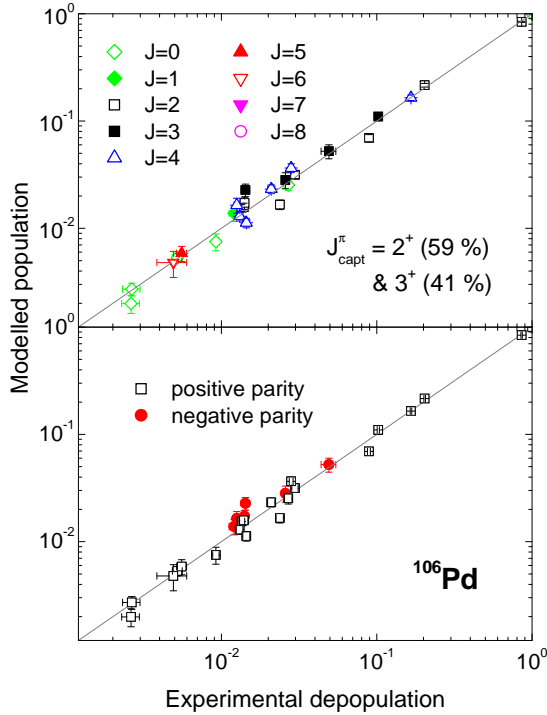 10⁰
J=0
J=1
J=2
J=3
J=4
J=5
J=6
J=7
J=8
10⁻¹
10⁻²
J^π_capt = 2⁺ (59 %)
& 3⁺ (41 %)
10⁰
Modelled population
positive parity
negative parity
10⁻¹
10⁻²
¹⁰⁶Pd
10⁻² 10⁻¹ 10⁰
Experimental depopulation